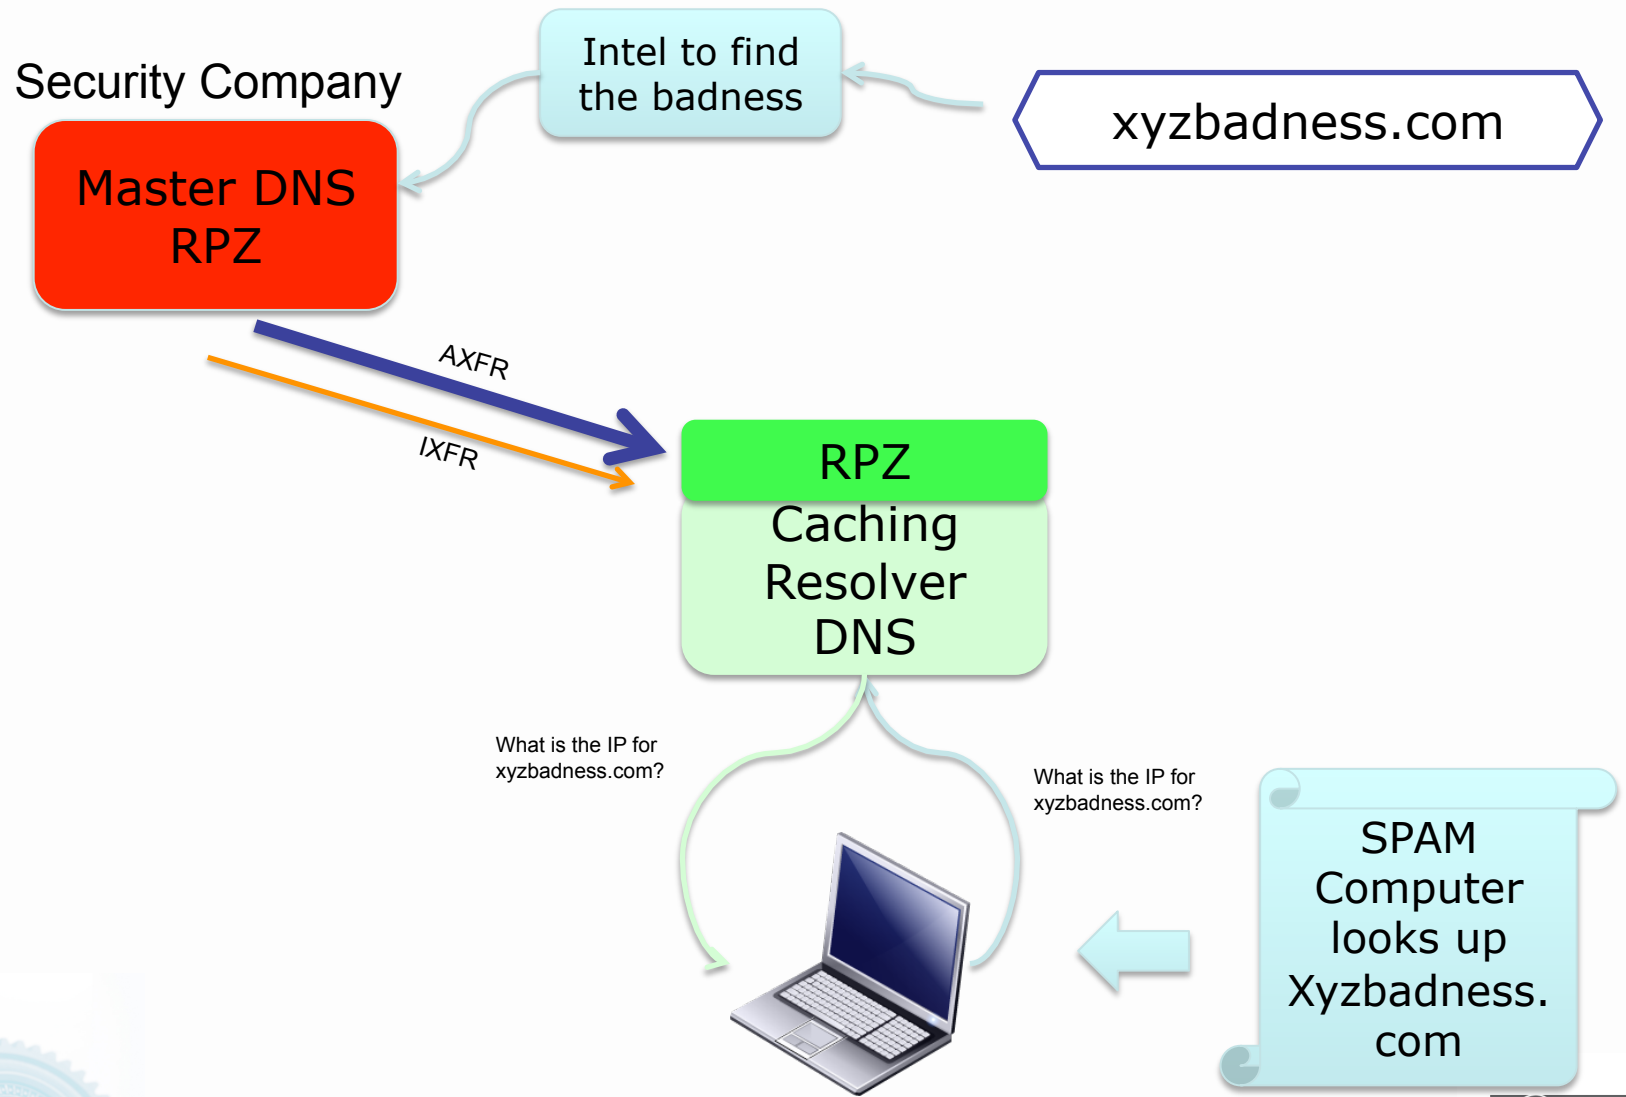 Security Company
Intel to find
the badness
xyzbadness.com
Master DNS
RPZ
AXFR
IXFR
RPZ
Caching
Resolver
DNS
What is the IP for
xyzbadness.com?
What is the IP for
xyzbadness.com?
SPAM
Computer
looks up
Xyzbadness.
com